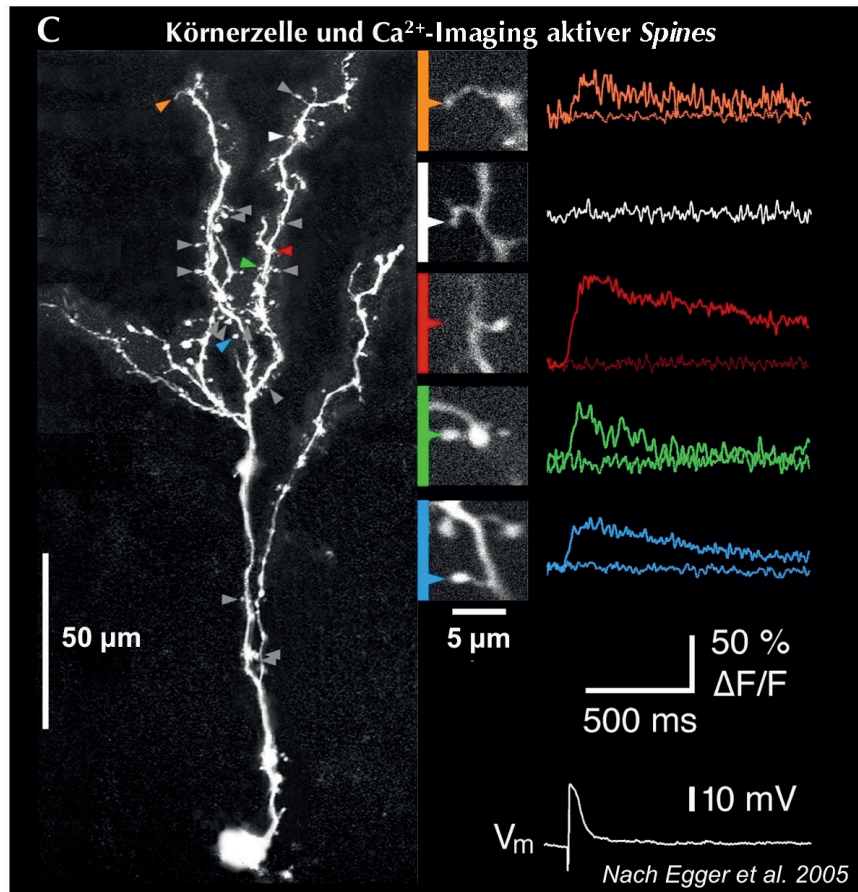 C
Körnerzelle und Ca²⁺-Imaging aktiver Spines
50 µm
5 µm
50 %
ΔF/F
500 ms
10 mV
Vm
Nach Egger et al. 2005